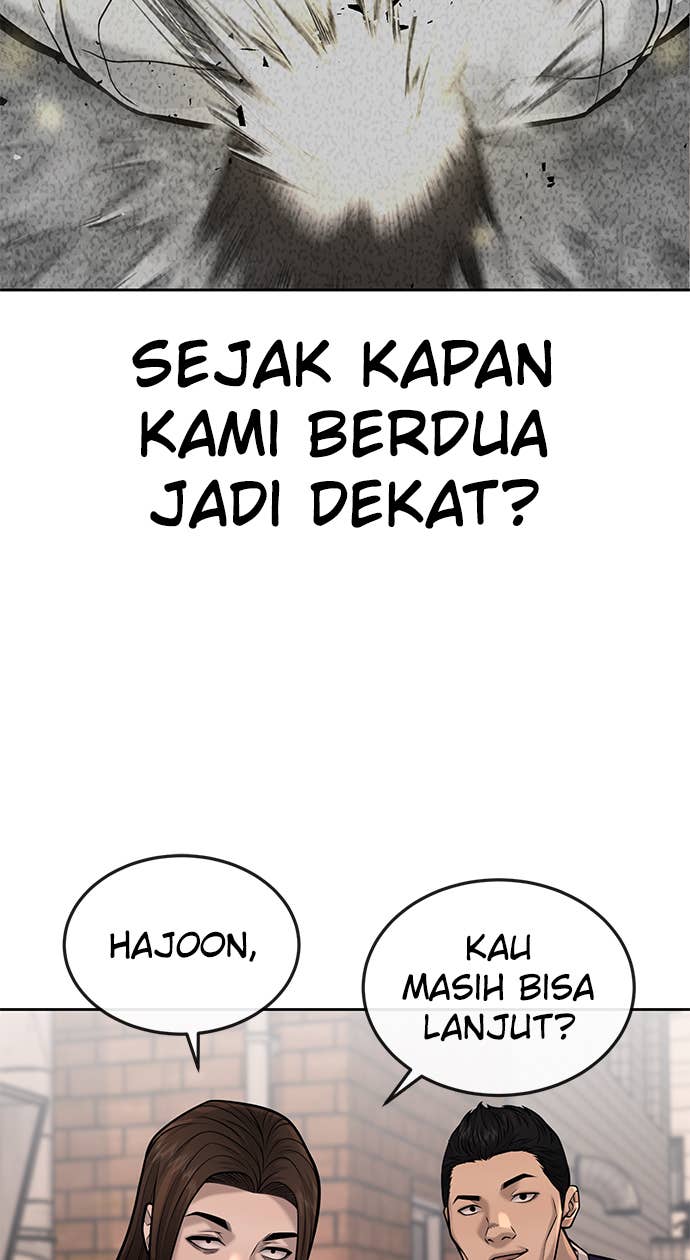 SEJAK KAPAN
KAMI BERDUA
JADI DEKAT?
HAJOON,
KAU
MASIH BISA
LANJUT?